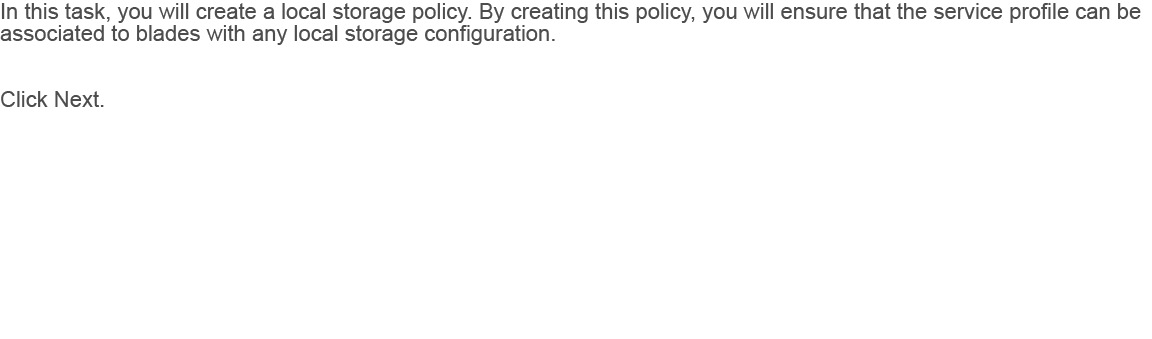 In this task, you will create a local storage policy. By creating this policy, you will ensure that the service profile can be
associated to blades with any local storage configuration.
Click Next.